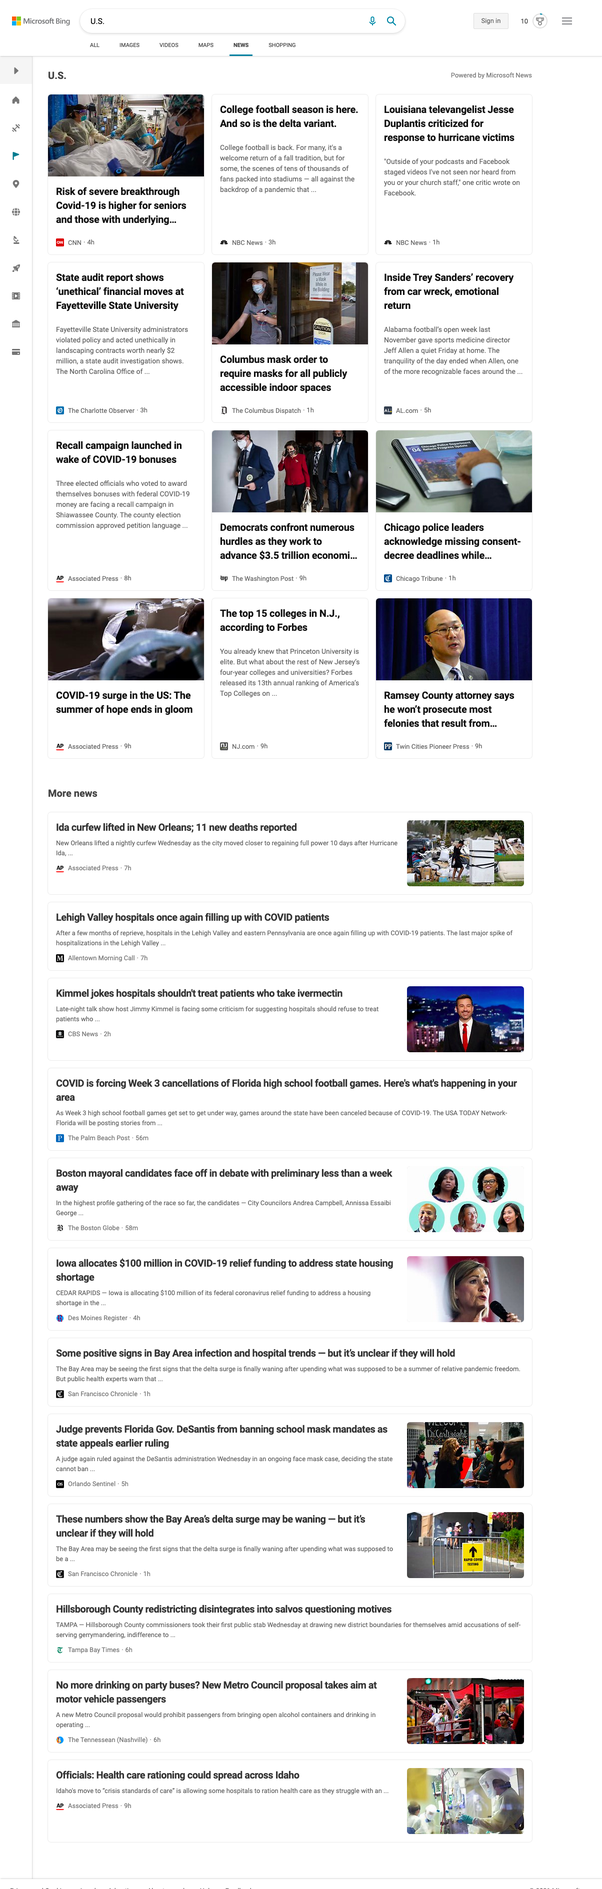 Microsoft Bing
U.S.
Sign in
10
ALL
IMAGES
VIDEOS
MAPS
NEWS
SHOPPING
U.S.
Powered by Microsoft News
Risk of severe breakthrough
Covid-19 is higher for seniors
and those with underlying...
CNN · 4h
College football season is here.
And so is the delta variant.
College football is back. For many, it's a
welcome return of a fall tradition, but for
some, the scenes of tens of thousands of
fans packed into stadiums — all against the
backdrop of a pandemic that ...
NBC News · 3h
Louisiana televangelist Jesse
Duplantis criticized for
response to hurricane victims
"Outside of your podcasts and Facebook
staged videos I've not seen nor heard from
you or your church staff," one critic wrote on
Facebook.
NBC News · 1h
State audit report shows
'unethical' financial moves at
Fayetteville State University
Fayetteville State University administrators
violated policy and acted unethically in
landscaping contracts worth nearly $2
million, a state audit investigation shows.
The North Carolina Office of ...
The Charlotte Observer · 3h
Columbus mask order to
require masks for all publicly
accessible indoor spaces
The Columbus Dispatch · 1h
Inside Trey Sanders' recovery
from car wreck, emotional
return
Alabama football's open week last
November gave sports medicine director
Jeff Allen a quiet Friday at home. The
tranquility of the day ended when Allen, one
of the more recognizable faces around the ...
AL.com · 5h
Recall campaign launched in
wake of COVID-19 bonuses
Three elected officials who voted to award
themselves bonuses with federal COVID-19
money are facing a recall campaign in
Shiawassee County. The county election
commission approved petition language ...
AP Associated Press · 8h
Democrats confront numerous
hurdles as they work to
advance $3.5 trillion economi...
wp The Washington Post · 9h
Chicago police leaders
acknowledge missing consent-
decree deadlines while...
Chicago Tribune · 1h
COVID-19 surge in the US: The
summer of hope ends in gloom
AP Associated Press · 9h
The top 15 colleges in N.J.,
according to Forbes
You already knew that Princeton University is
elite. But what about the rest of New Jersey's
four-year colleges and universities? Forbes
released its 13th annual ranking of America's
Top Colleges on ...
NJ.com · 9h
Ramsey County attorney says
he won't prosecute most
felonies that result from...
PP Twin Cities Pioneer Press · 9h
More news
Ida curfew lifted in New Orleans; 11 new deaths reported
New Orleans lifted a nightly curfew Wednesday as the city moved closer to regaining full power 10 days after Hurricane
Ida, ...
AP Associated Press · 7h
Lehigh Valley hospitals once again filling up with COVID patients
After a few months of reprieve, hospitals in the Lehigh Valley and eastern Pennsylvania are once again filling up with COVID-19 patients. The last major spike of
hospitalizations in the Lehigh Valley ...
Allentown Morning Call · 7h
Kimmel jokes hospitals shouldn't treat patients who take ivermectin
Late-night talk show host Jimmy Kimmel is facing some criticism for suggesting hospitals should refuse to treat
patients who ...
CBS News · 2h
COVID is forcing Week 3 cancellations of Florida high school football games. Here's what's happening in your
area
As Week 3 high school football games get set to get under way, games around the state have been canceled because of COVID-19. The USA TODAY Network-
Florida will be posting stories from ...
The Palm Beach Post · 56m
Boston mayoral candidates face off in debate with preliminary less than a week
away
In the highest profile gathering of the race so far, the candidates — City Councilors Andrea Campbell, Annissa Essaibi
George ...
The Boston Globe · 58m
Iowa allocates $100 million in COVID-19 relief funding to address state housing
shortage
CEDAR RAPIDS — Iowa is allocating $100 million of its federal coronavirus relief funding to address a housing
shortage in the ...
Des Moines Register · 4h
Some positive signs in Bay Area infection and hospital trends — but it's unclear if they will hold
The Bay Area may be seeing the first signs that the delta surge is finally waning after upending what was supposed to be a summer of relative pandemic freedom.
But public health experts warn that ...
San Francisco Chronicle · 1h
Judge prevents Florida Gov. DeSantis from banning school mask mandates as
state appeals earlier ruling
A judge again ruled against the DeSantis administration Wednesday in an ongoing face mask case, deciding the state
cannot ban ...
Orlando Sentinel · 5h
These numbers show the Bay Area's delta surge may be waning — but it's
unclear if they will hold
The Bay Area may be seeing the first signs that the delta surge is finally waning after upending what was supposed to
be a ...
San Francisco Chronicle · 1h
Hillsborough County redistricting disintegrates into salvos questioning motives
TAMPA — Hillsborough County commissioners took their first public stab Wednesday at drawing new district boundaries for themselves amid accusations of self-
serving gerrymandering, indifference to ...
Tampa Bay Times · 6h
No more drinking on party buses? New Metro Council proposal takes aim at
motor vehicle passengers
A new Metro Council proposal would prohibit passengers from bringing open alcohol containers and drinking in
operating ...
The Tennessean (Nashville) · 6h
Officials: Health care rationing could spread across Idaho
Idaho's move to "crisis standards of care" is allowing some hospitals to ration health care as they struggle with an ...
AP Associated Press · 9h